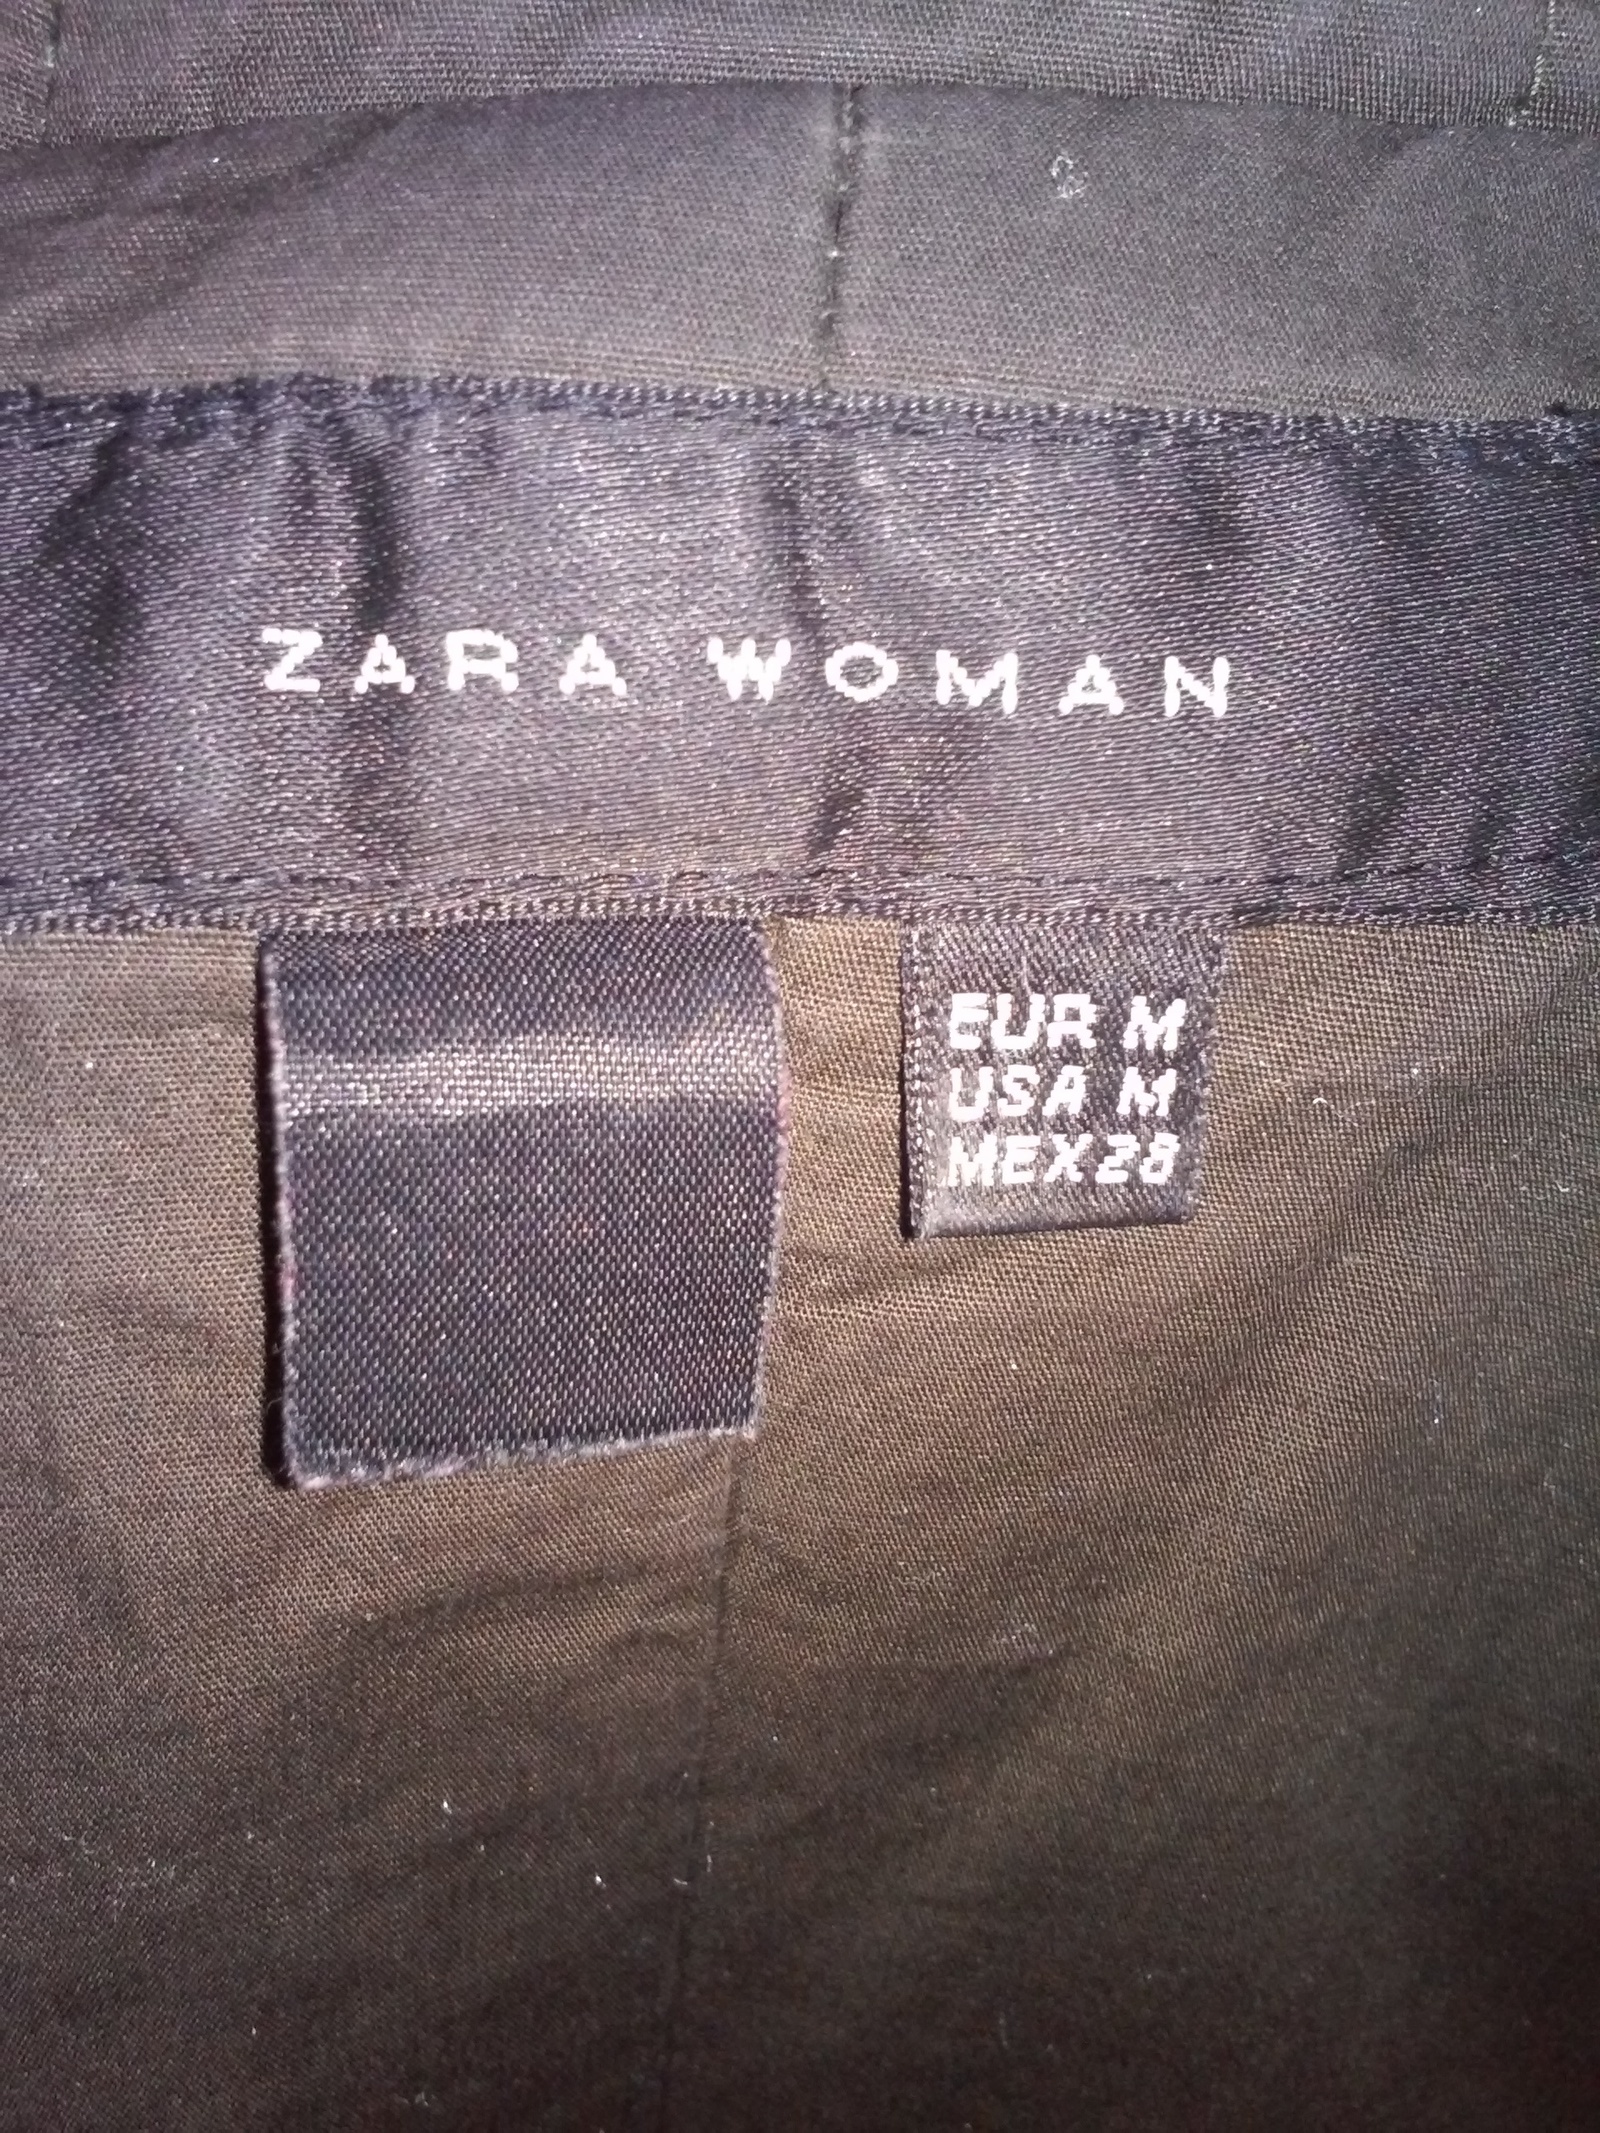 ZARA WOMAN
EUR M
USA M
MEX 28